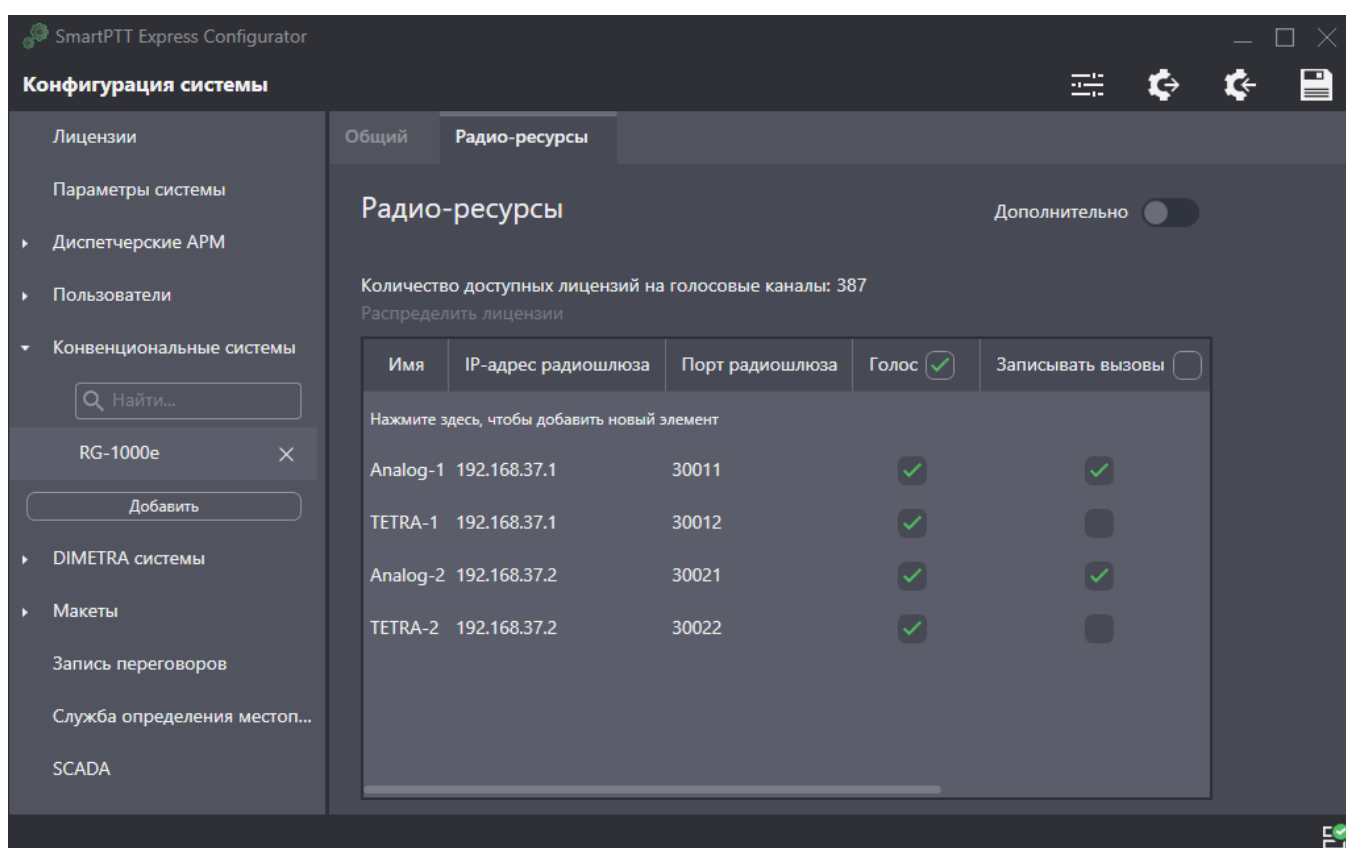 SmartPTT Express Configurator
Конфигурация системы
Лицензии
Параметры системы
Диспетчерские АРМ
Пользователи
Конвенциональные системы
Найти...
RG-1000e
Добавить
DIMETRA системы
Макеты
Запись переговоров
Служба определения местоп...
SCADA
Общий Радио-ресурсы
Радио-ресурсы
Дополнительно
Количество доступных лицензий на голосовые каналы: 387
Распределить лицензии
Имя IP-адрес радиошлюза Порт радиошлюза Голос Записывать вызовы
Нажмите здесь, чтобы добавить новый элемент
Analog-1 192.168.37.1 30011
TETRA-1 192.168.37.1 30012
Analog-2 192.168.37.2 30021
TETRA-2 192.168.37.2 30022